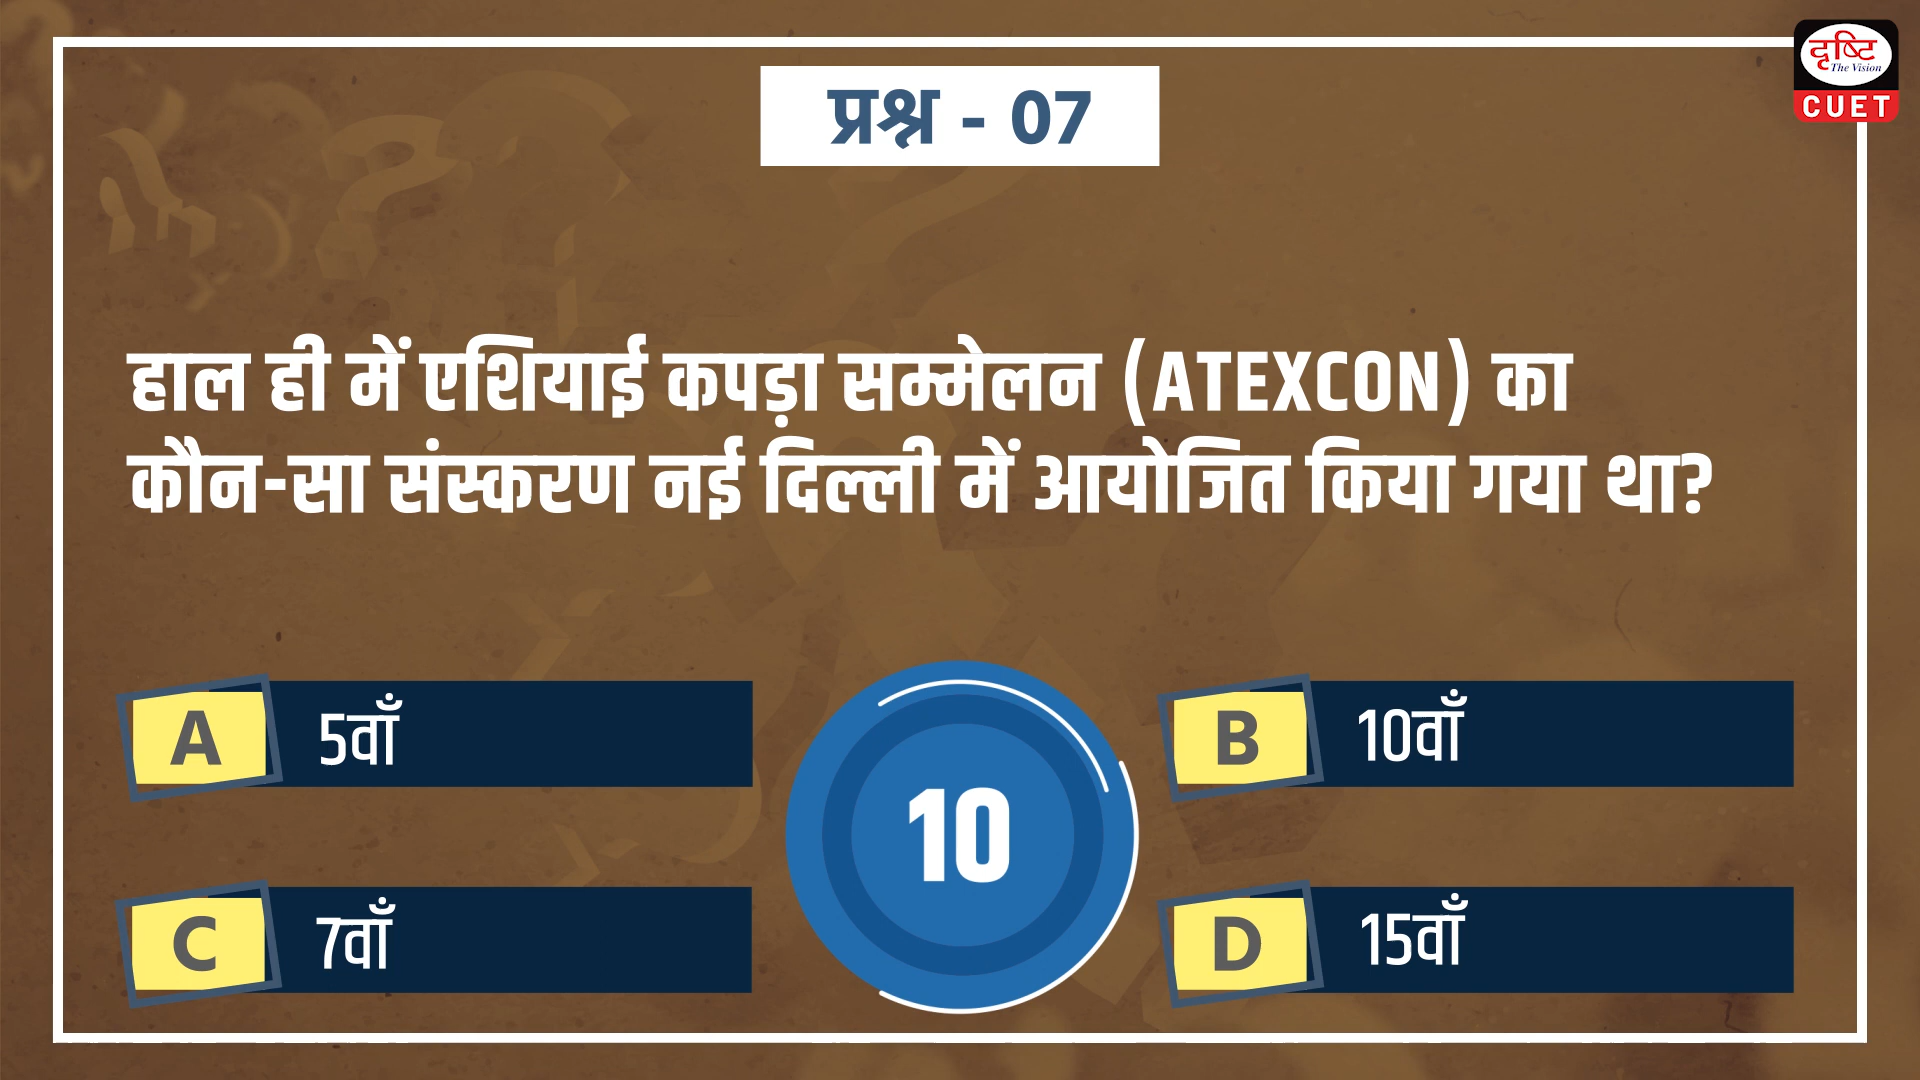 दृष्टि
The Vision
CUET
प्रश्न - 07
हाल ही में एशियाई कपड़ा सम्मेलन (ATEXCON) का
कौन-सा संस्करण नई दिल्ली में आयोजित किया गया था?
A 5वाँ
B 10वाँ
10
C 7वाँ
D 15वाँ